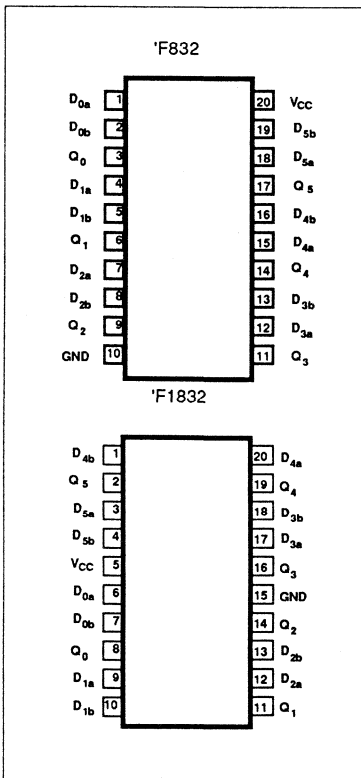 'F832
D0a 1 20 VCC
D0b 2 19 D5b
Q0 3 18 D5a
D1a 4 17 Q5
D1b 5 16 D4b
Q1 6 15 D4a
D2a 7 14 Q4
D2b 8 13 D3b
Q2 9 12 D3a
GND 10 11 Q3
'F1832
D4b 1 20 D4a
Q5 2 19 Q4
D5a 3 18 D3b
D5b 4 17 D3a
VCC 5 16 Q3
D0a 6 15 GND
D0b 7 14 Q2
Q0 8 13 D2b
D1a 9 12 D2a
D1b 10 11 Q1